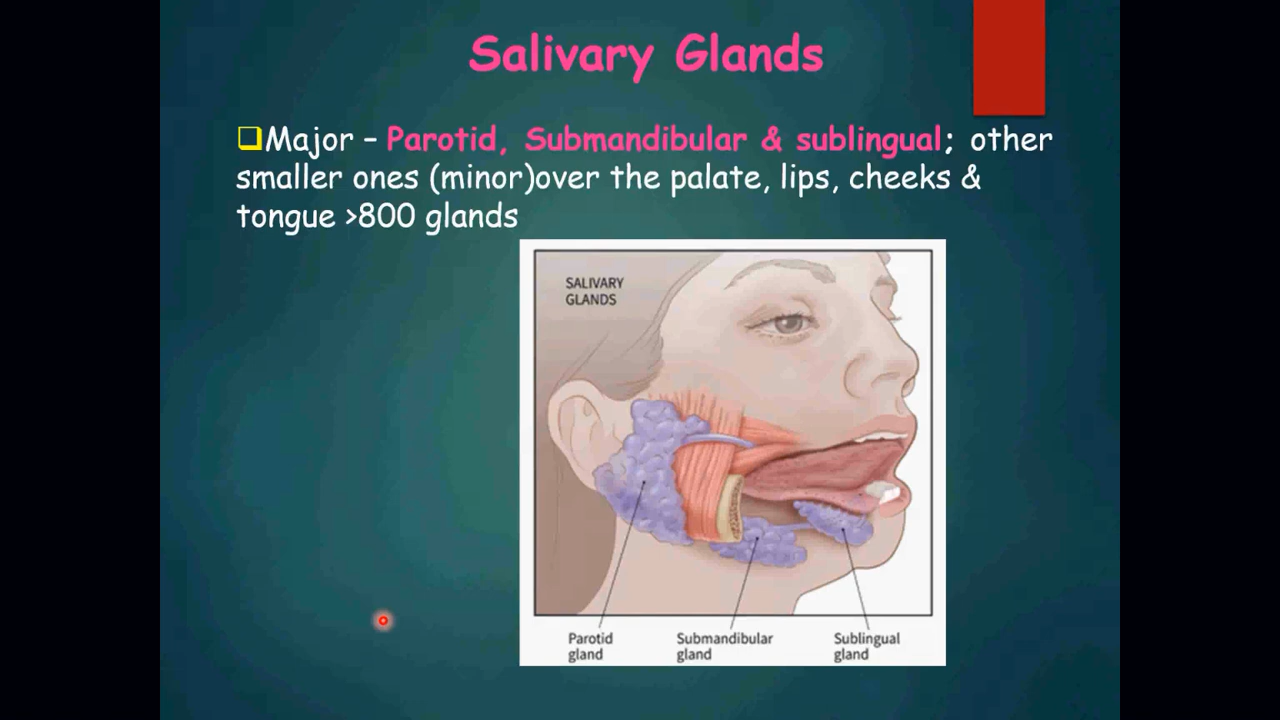 Salivary Glands
❑Major – Parotid, Submandibular & sublingual; other
smaller ones (minor)over the palate, lips, cheeks &
tongue >800 glands
SALIVARY
GLANDS
Parotid
gland
Submandibular
gland
Sublingual
gland